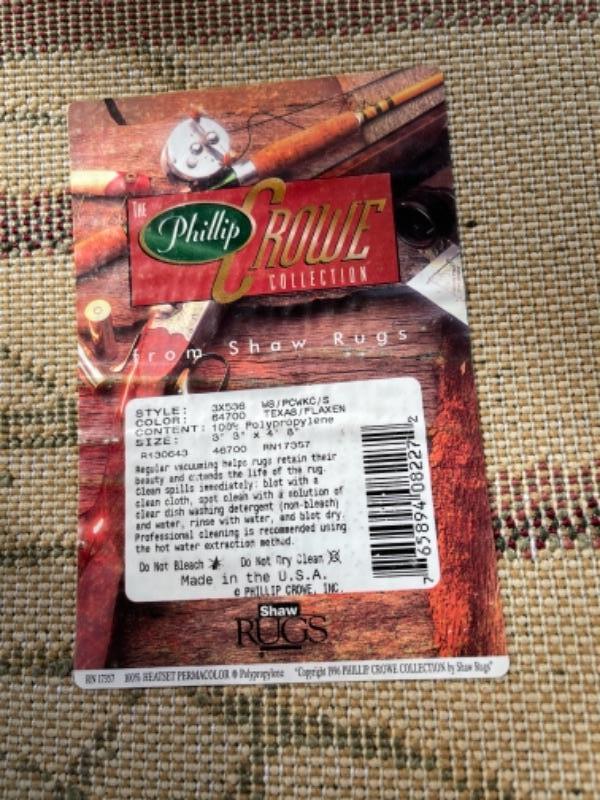 THE
Phillip
CROWE
COLLECTION
from Shaw Rugs
STYLE: 3X538 WS/PCWKC/S
COLOR: 64700 TEXAS/FLAXEN
CONTENT: 100% Polypropylene
SIZE: 3' 3" X 4' 8"
R130643 46700 RN17357
Regular vacuuming helps rugs retain their
beauty and extends the life of the rug.
Clean spills immediately: blot with a
clean cloth, spot clean with a solution of
clear dish washing detergent (non-bleach)
and water, rinse with water, and blot dry.
Professional cleaning is recommended using
the hot water extraction method.
Do Not Bleach Do Not Dry Clean
Made in the U.S.A.
© PHILLIP CROWE, INC.
7 65894 08227 2
Shaw
RUGS
RN 17357 100% HEATSET PERMACOLOR ® Polypropylene "Copyright 1996 PHILLIP CROWE COLLECTION by Shaw Rugs"